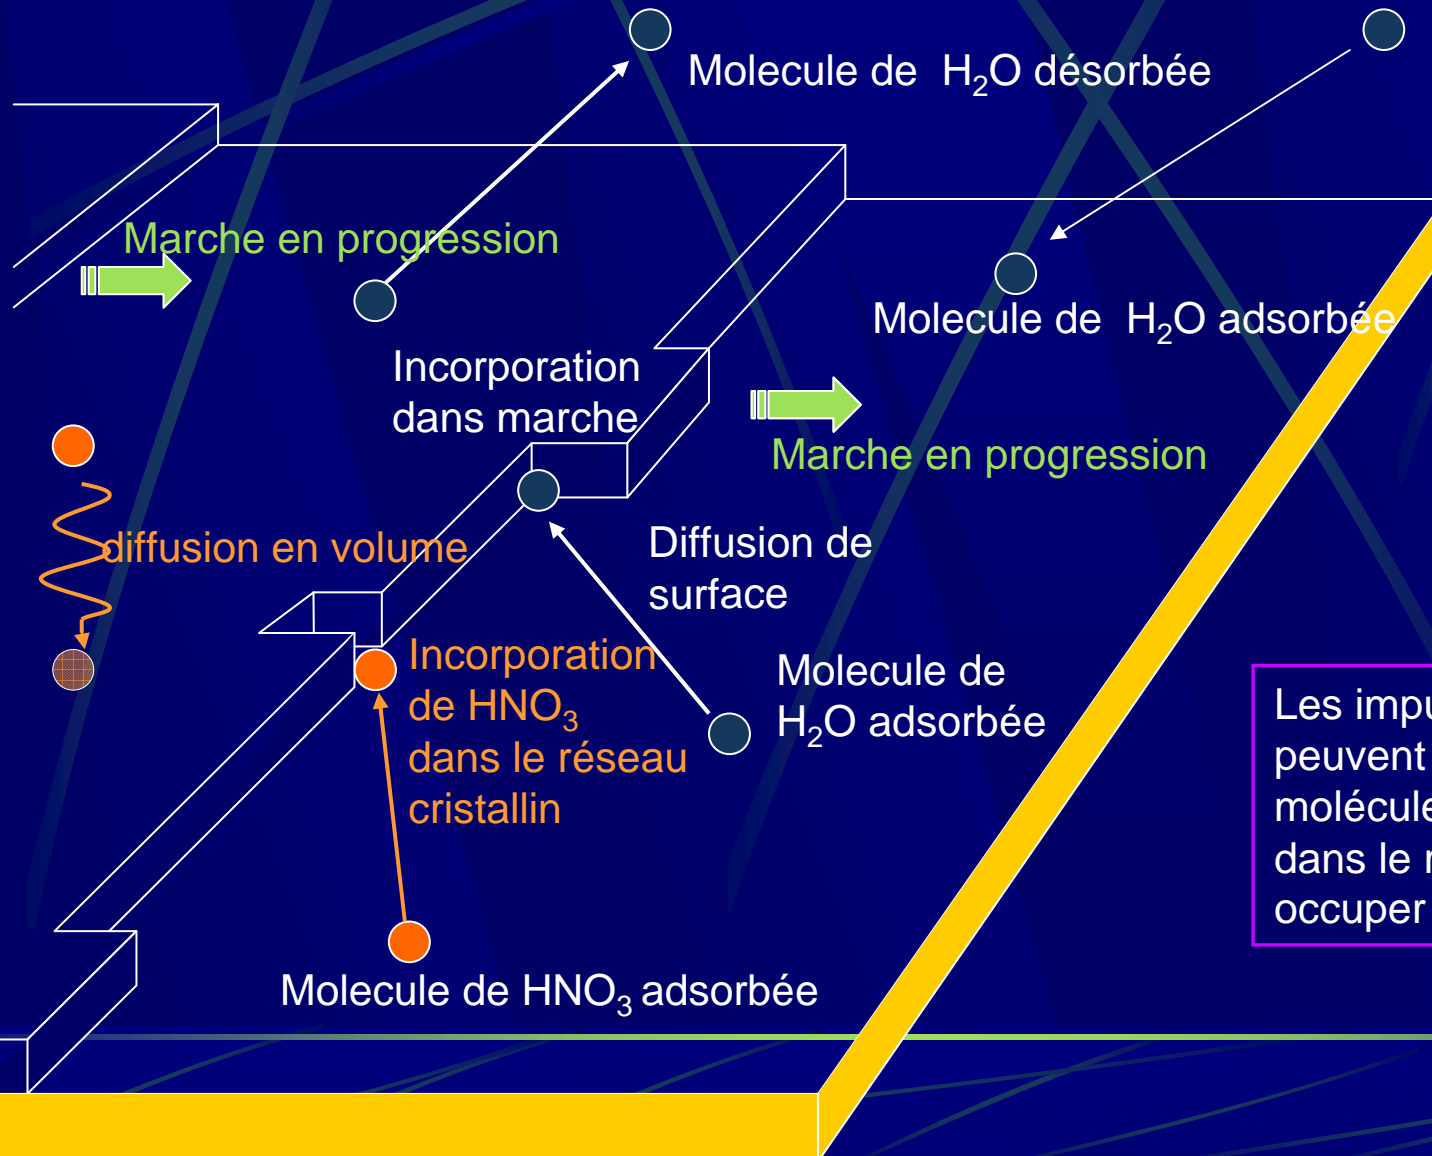 Molecule de H₂O désorbée
Marche en progression
Molecule de H₂O adsorbée
Incorporation
dans marche
Marche en progression
diffusion en volume
Diffusion de
surface
Incorporation
de HNO₃
dans le réseau
cristallin
Molecule de
H₂O adsorbée
Les
peuvent
dans le
occuper
Molecule de HNO₃ adsorbée